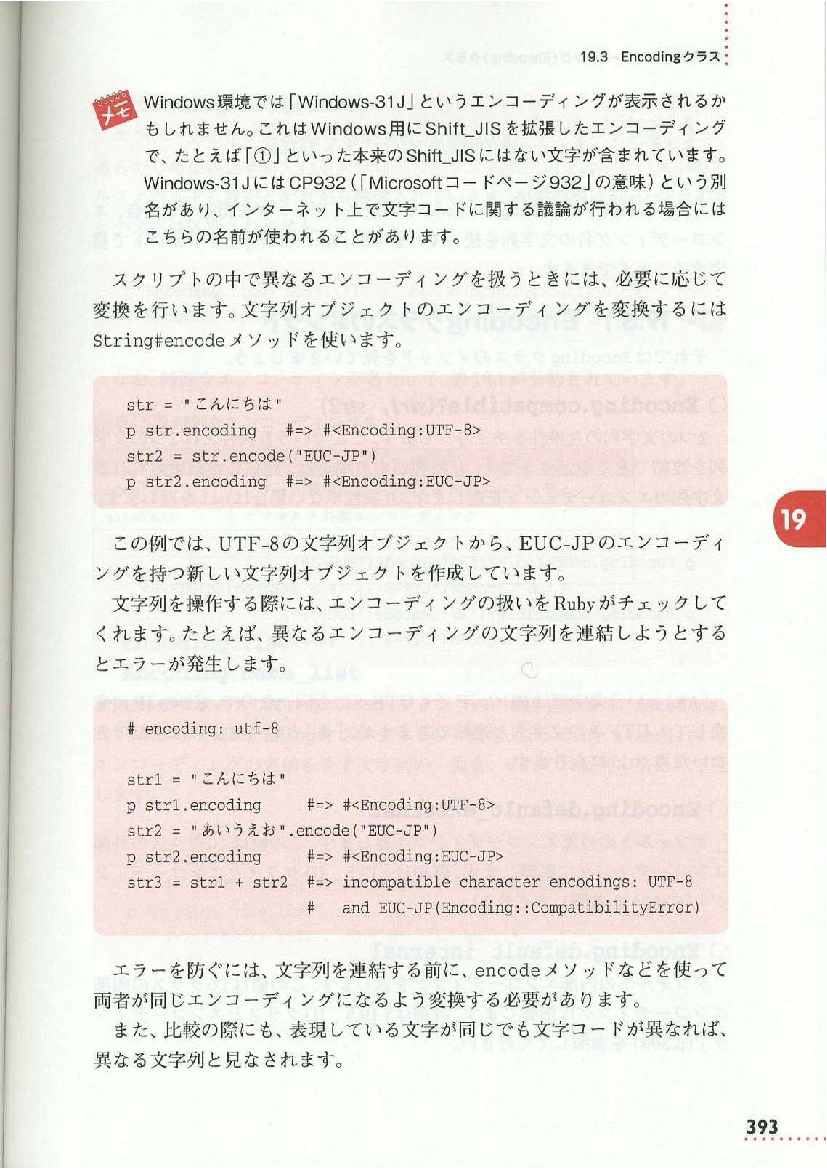 19.3 Encodingクラス
メモ
Windows環境では「Windows-31J」というエンコーディングが表示されるか
もしれません。これはWindows用にShift_JISを拡張したエンコーディング
で、たとえば「①」といった本来のShift_JISにはない文字が含まれています。
Windows-31JにはCP932(「Microsoftコードページ932」の意味)という別
名があり、インターネット上で文字コードに関する議論が行われる場合には
こちらの名前が使われることがあります。
スクリプトの中で異なるエンコーディングを扱うときには、必要に応じて
変換を行います。文字列オブジェクトのエンコーディングを変換するには
String#encodeメソッドを使います。
str = "こんにちは"
p str.encoding #=> #<Encoding:UTF-8>
str2 = str.encode("EUC-JP")
p str2.encoding #=> #<Encoding:EUC-JP>
この例では、UTF-8の文字列オブジェクトから、EUC-JPのエンコーディ
ングを持つ新しい文字列オブジェクトを作成しています。
文字列を操作する際には、エンコーディングの扱いをRubyがチェックして
くれます。たとえば、異なるエンコーディングの文字列を連結しようとする
とエラーが発生します。
# encoding: utf-8
str1 = "こんにちは"
p str1.encoding #=> #<Encoding:UTF-8>
str2 = "あいうえお".encode("EUC-JP")
p str2.encoding #=> #<Encoding:EUC-JP>
str3 = str1 + str2 #=> incompatible character encodings: UTF-8
# and EUC-JP(Encoding::CompatibilityError)
エラーを防ぐには、文字列を連結する前に、encodeメソッドなどを使って
両者が同じエンコーディングになるよう変換する必要があります。
また、比較の際にも、表現している文字が同じでも文字コードが異なれば、
異なる文字列と見なされます。
19
393